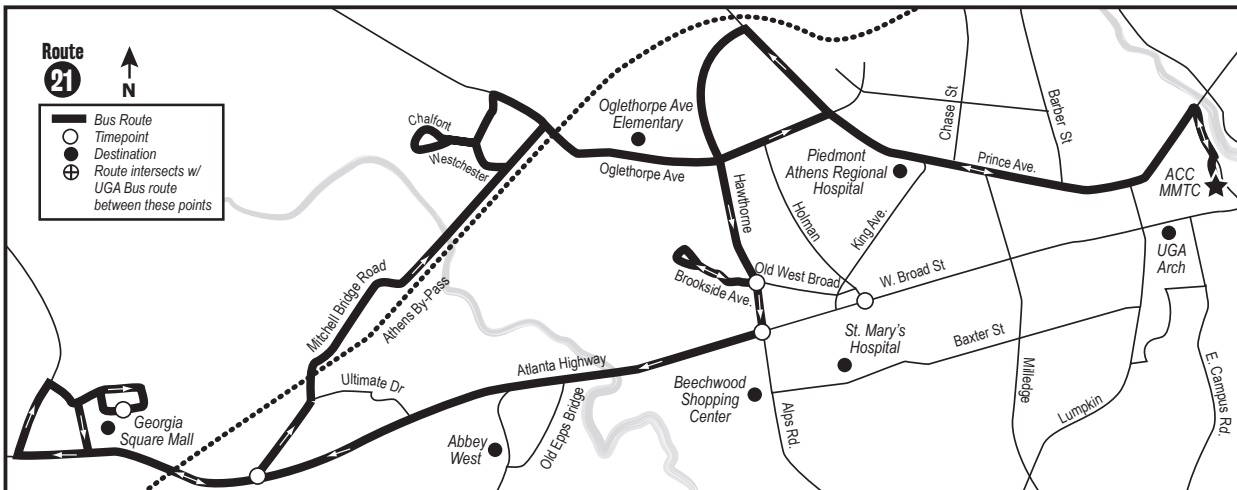 Route
21
N
Bus Route
Timepoint
Destination
Route intersects w/
UGA Bus route
between these points
Chalfont
Westchester
Oglethorpe Ave
Elementary
Oglethorpe Ave
Chase St
Barber St
Piedmont
Athens Regional
Hospital
Prince Ave.
ACC
MMTC
Hawthorne
Holman
King Ave.
Old West Broad
W. Broad St
UGA
Arch
Brookside Ave.
Mitchell Bridge Road
Athens By-Pass
St. Mary's
Hospital
Baxter St
Atlanta Highway
Ultimate Dr
Beechwood
Shopping
Center
Milledge
E. Campus Rd.
Georgia
Square Mall
Old Epps Bridge
Abbey
West
Alps Rd.
Lumpkin